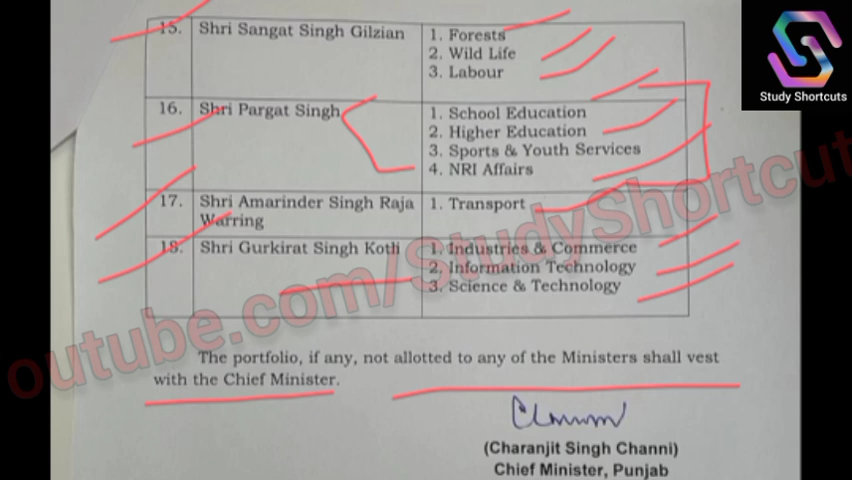 Study Shortcuts
15. Shri Sangat Singh Gilzian 1. Forests
2. Wild Life
3. Labour
16. Shri Pargat Singh 1. School Education
2. Higher Education
3. Sports & Youth Services
4. NRI Affairs
17. Shri Amarinder Singh Raja 1. Transport
Warring
18. Shri Gurkirat Singh Kotli 1. Industries & Commerce
2. Information Technology
3. Science & Technology
outube.com/StudyShortcut
The portfolio, if any, not allotted to any of the Ministers shall vest
with the Chief Minister.
(Charanjit Singh Channi)
Chief Minister, Punjab